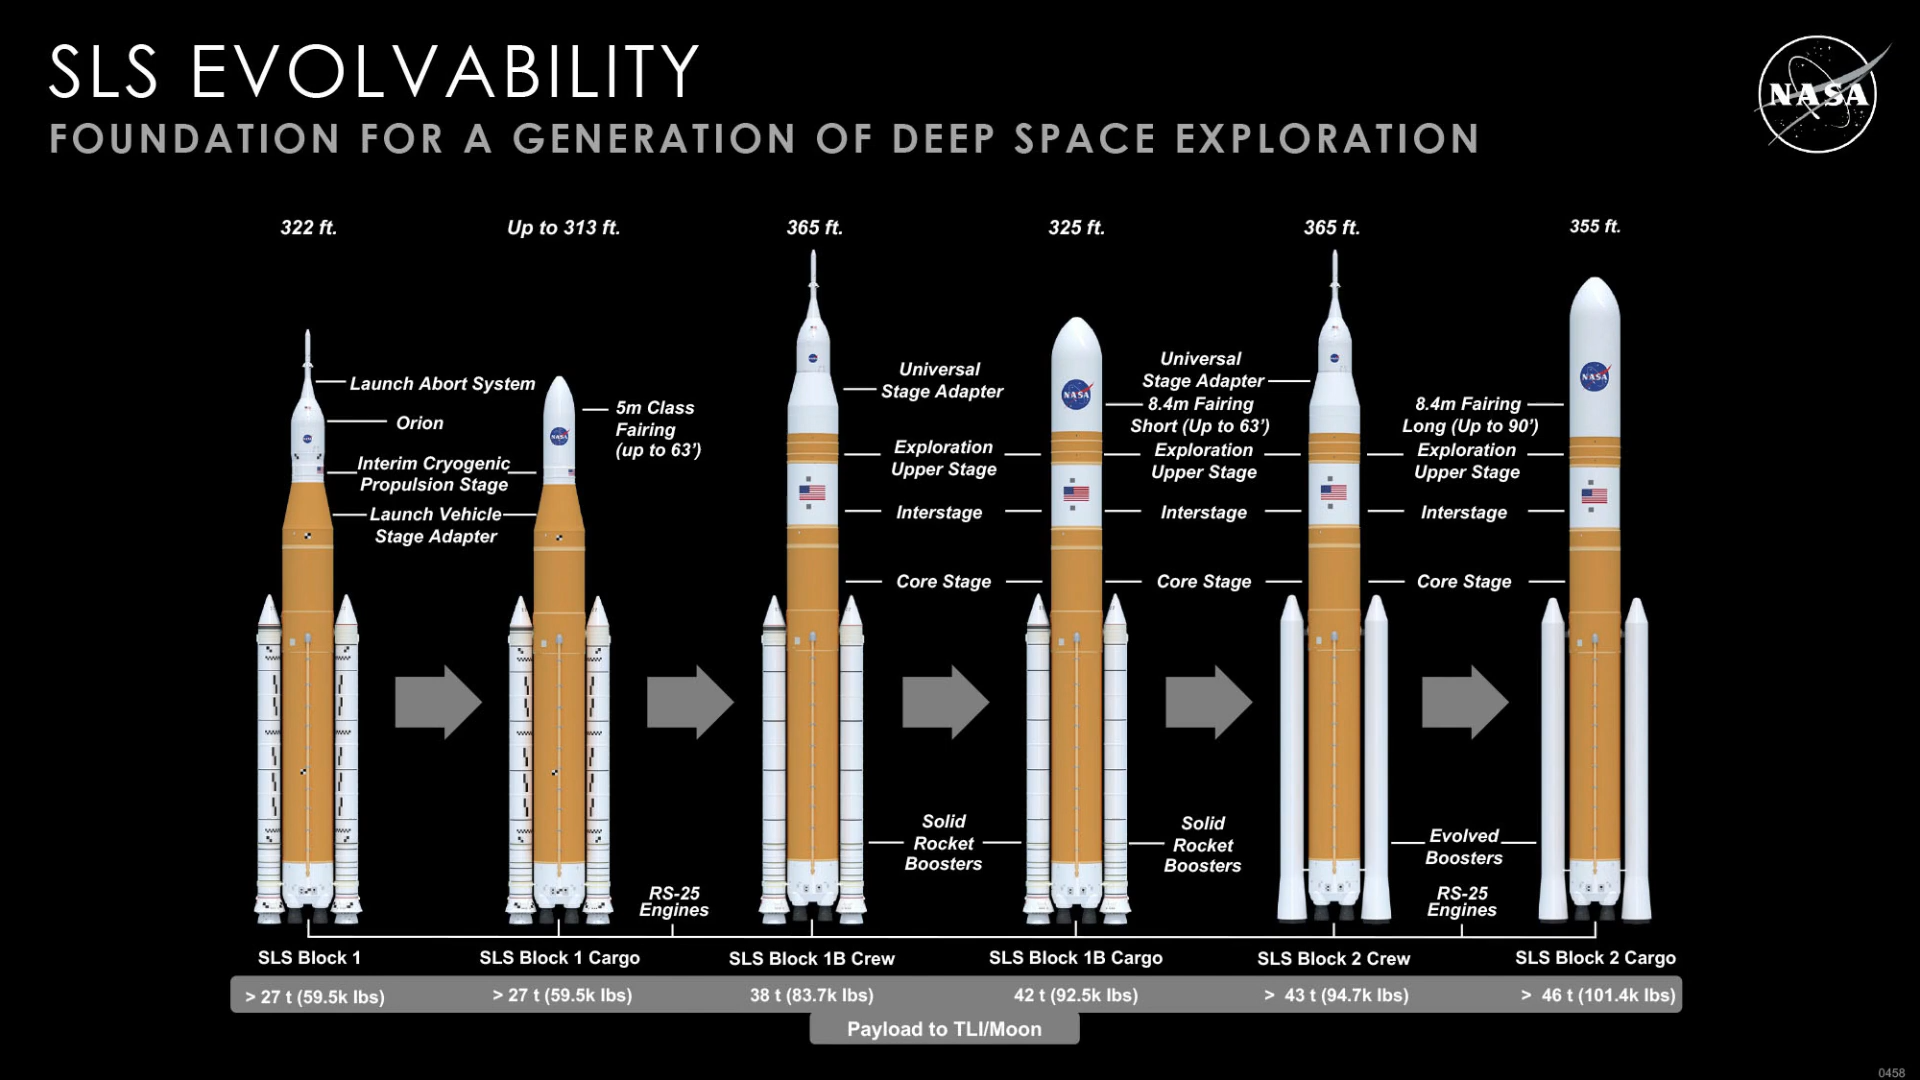 SLS EVOLVABILITY
FOUNDATION FOR A GENERATION OF DEEP SPACE EXPLORATION
NASA
322 ft.
Up to 313 ft.
365 ft.
325 ft.
365 ft.
355 ft.
Launch Abort System
Orion
Interim Cryogenic
Propulsion Stage
Launch Vehicle
Stage Adapter
5m Class
Fairing
(up to 63’)
Universal
Stage Adapter
Exploration
Upper Stage
Interstage
Core Stage
Solid
Rocket
Boosters
NASA
NASA
Universal
Stage Adapter
8.4m Fairing
Short (Up to 63’)
Exploration
Upper Stage
Interstage
Core Stage
Solid
Rocket
Boosters
8.4m Fairing
Long (Up to 90’)
Exploration
Upper Stage
Interstage
Core Stage
Evolved
Boosters
NASA
RS-25
Engines
RS-25
Engines
SLS Block 1
SLS Block 1 Cargo
SLS Block 1B Crew
SLS Block 1B Cargo
SLS Block 2 Crew
SLS Block 2 Cargo
> 27 t (59.5k lbs)
> 27 t (59.5k lbs)
38 t (83.7k lbs)
42 t (92.5k lbs)
> 43 t (94.7k lbs)
> 46 t (101.4k lbs)
Payload to TLI/Moon
0458